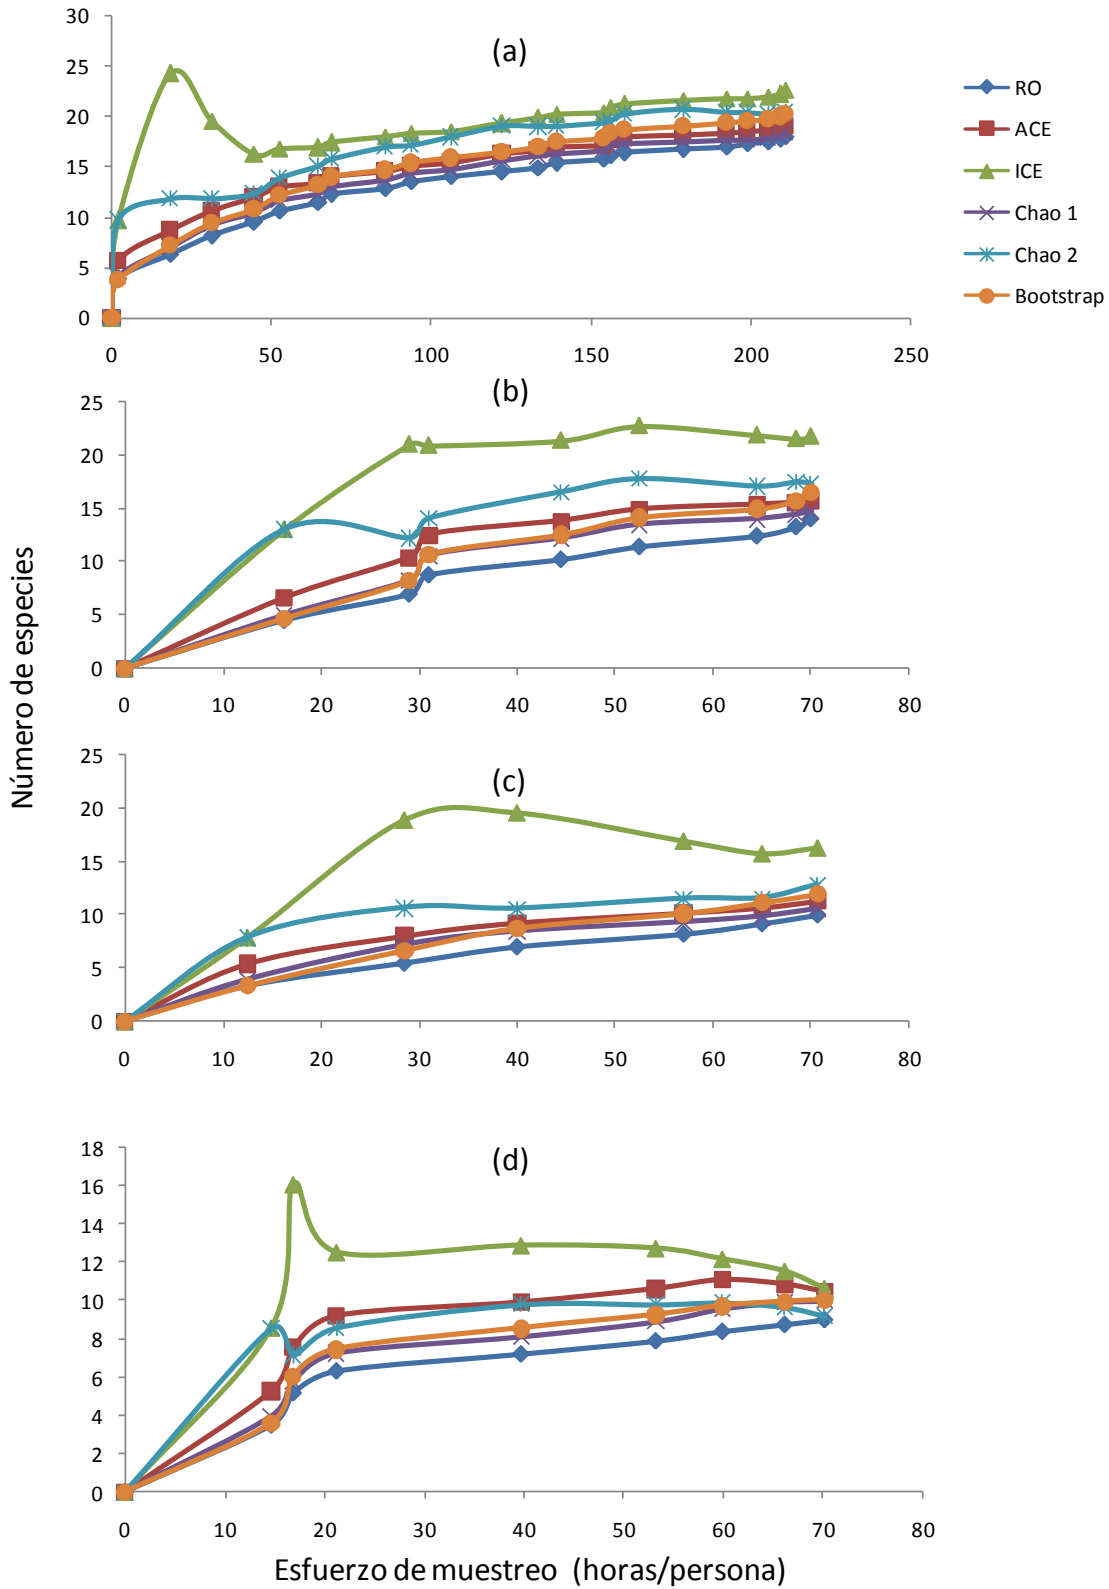 (a)
30
25
20
15
10
5
0
0 50 100 150 200 250
RO
ACE
ICE
Chao 1
Chao 2
Bootstrap
(b)
25
20
15
10
5
0
0 10 20 30 40 50 60 70 80
Número de especies
(c)
25
20
15
10
5
0
0 10 20 30 40 50 60 70 80
(d)
18
16
14
12
10
8
6
4
2
0
0 10 20 30 40 50 60 70 80
Esfuerzo de muestreo (horas/persona)